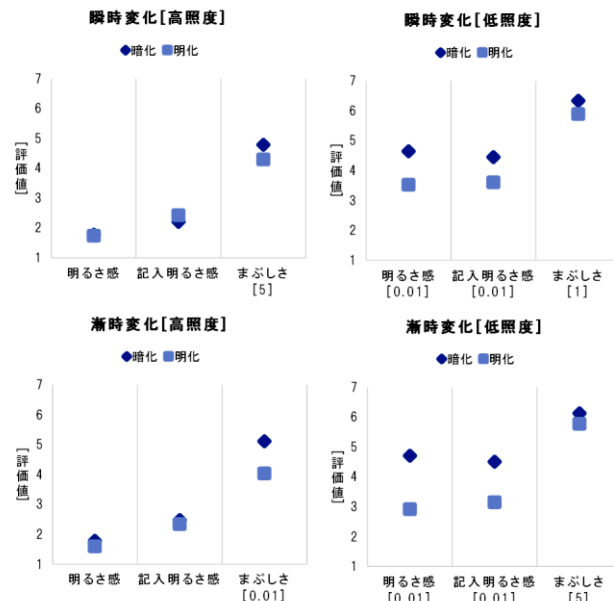 瞬時変化[高照度]
◆暗化 ■明化
[評価値]
7
6
5
4
3
2
1
明るさ感 記入明るさ感 まぶしさ
[5]
瞬時変化[低照度]
◆暗化 ■明化
[評価値]
7
6
5
4
3
2
1
明るさ感 記入明るさ感 まぶしさ
[0.01] [0.01] [1]
漸時変化[高照度]
◆暗化 ■明化
[評価値]
7
6
5
4
3
2
1
明るさ感 記入明るさ感 まぶしさ
[0.01]
漸時変化[低照度]
◆暗化 ■明化
[評価値]
7
6
5
4
3
2
1
明るさ感 記入明るさ感 まぶしさ
[0.01] [0.01] [5]